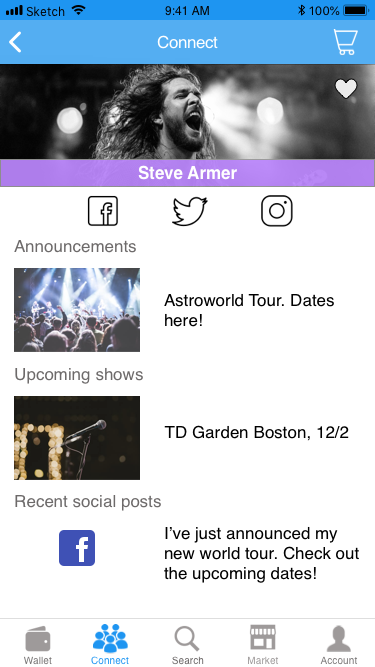 Sketch 9:41 AM 100%
Connect
Steve Armer
Announcements
Astroworld Tour. Dates
here!
Upcoming shows
TD Garden Boston, 12/2
Recent social posts
I’ve just announced my
new world tour. Check out
the upcoming dates!
Wallet Connect Search Market Account